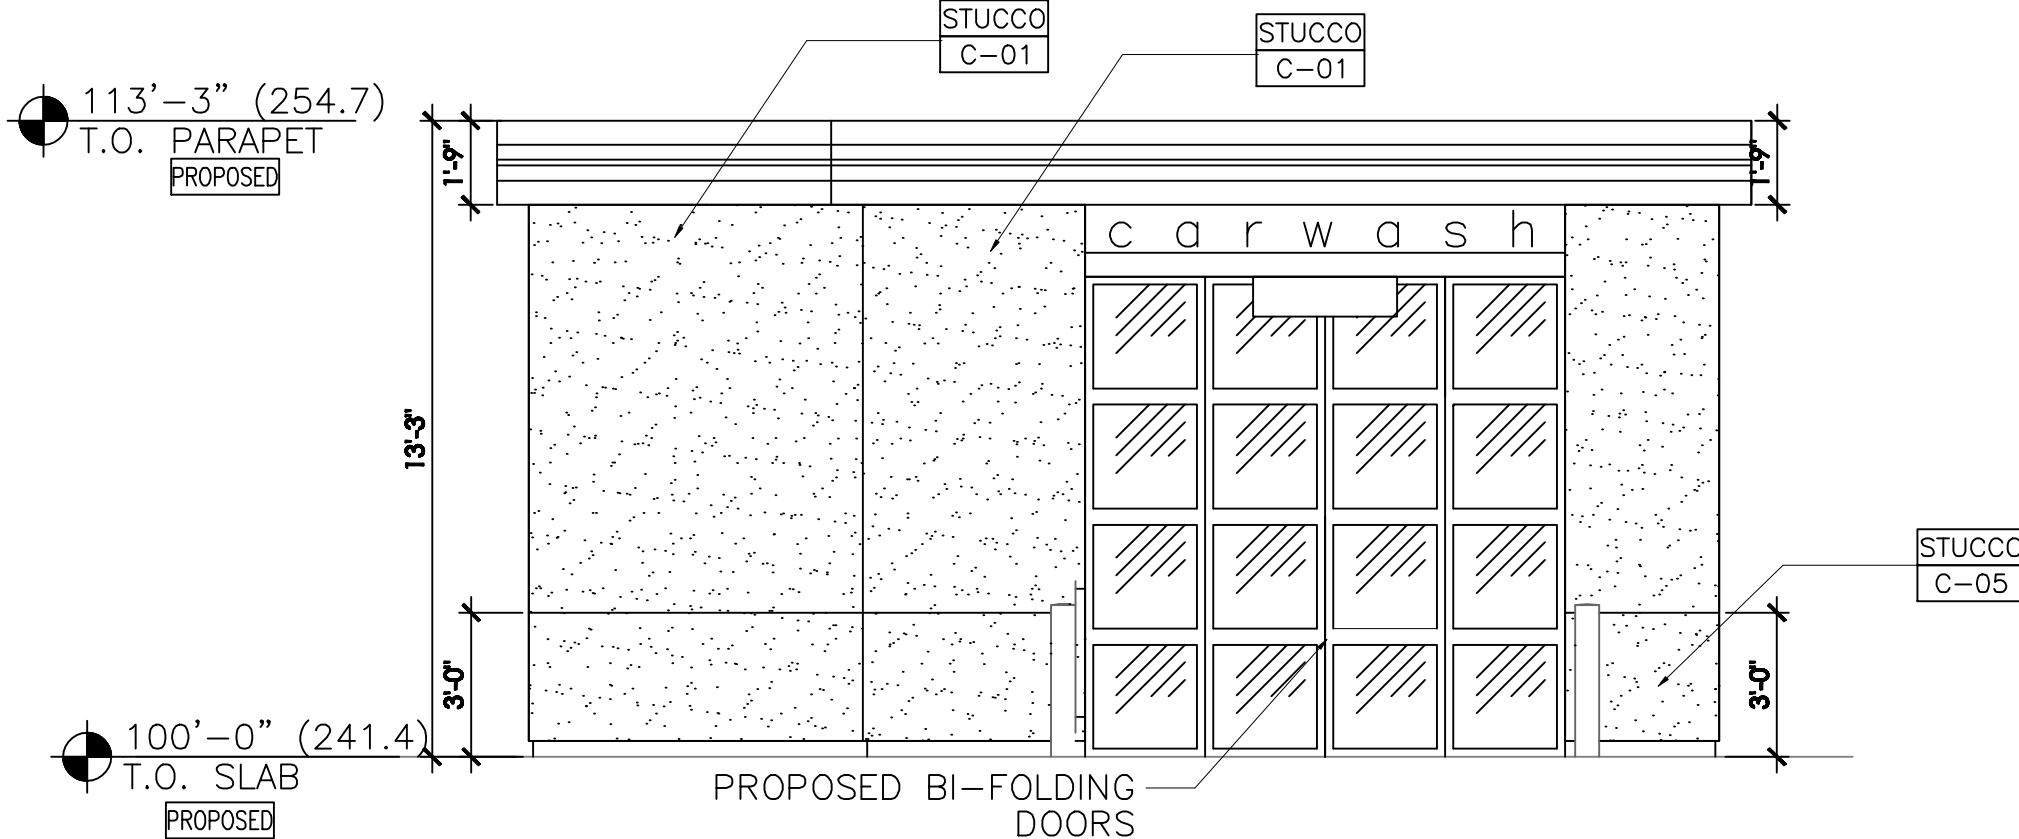 STUCCO
C-01
STUCCO
C-01
113'-3" (254.7)
T.O. PARAPET
PROPOSED
1'-9"
1'-9"
carwash
13'-3"
STUCCO
C-05
3'-0"
3'-0"
100'-0" (241.4)
T.O. SLAB
PROPOSED
PROPOSED BI-FOLDING
DOORS